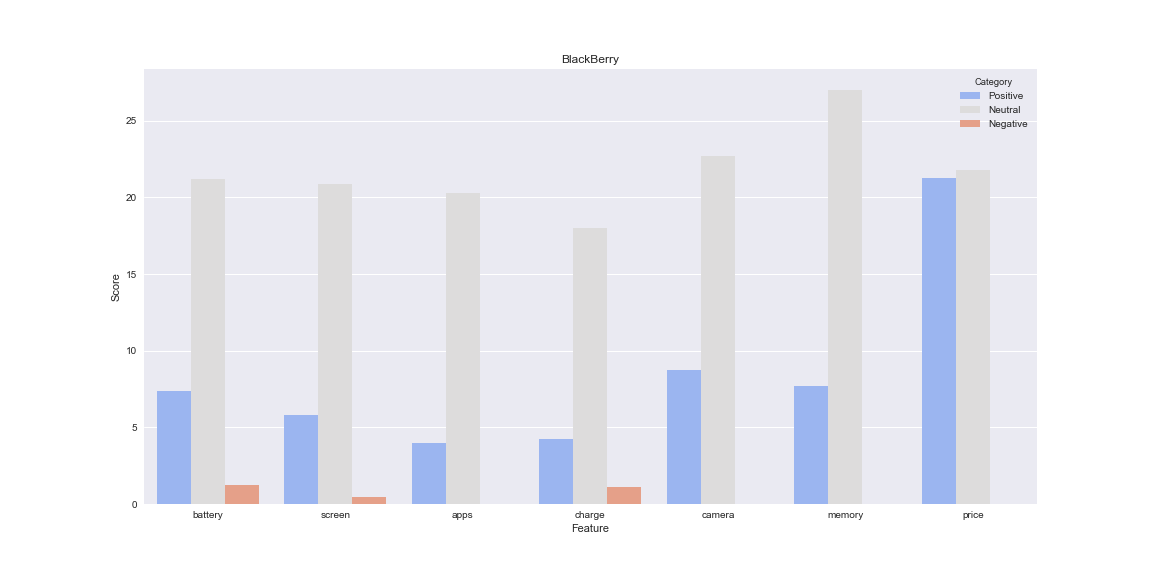 BlackBerry
Category
Positive
Neutral
Negative
25
20
15
10
5
0
Score
battery screen apps charge camera memory price
Feature